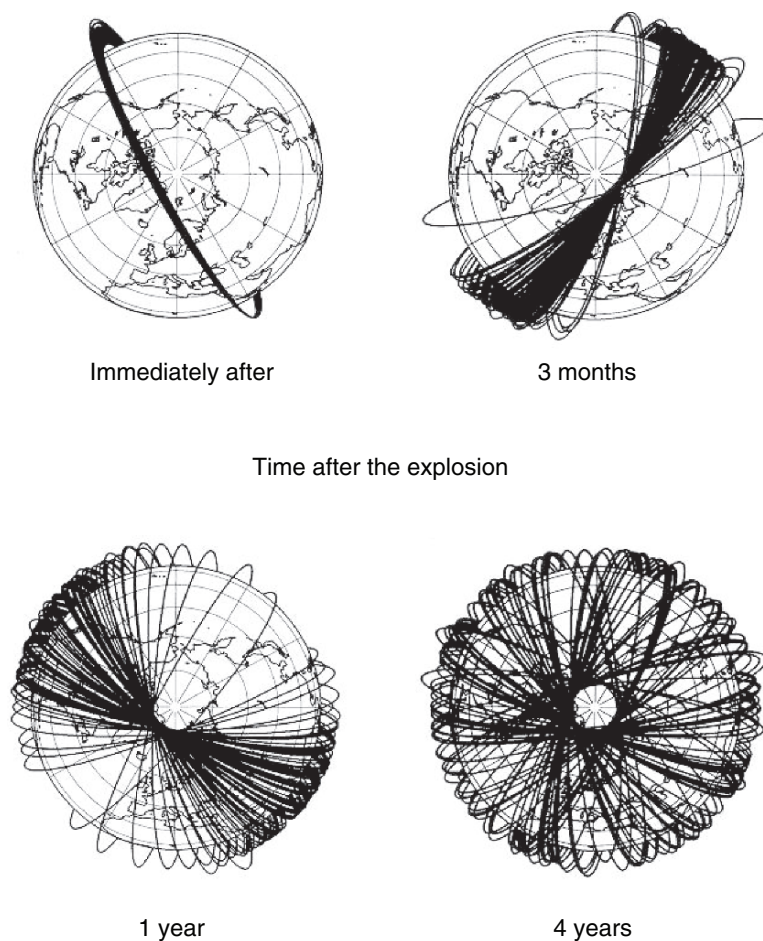 Immediately after
3 months
Time after the explosion
1 year
4 years